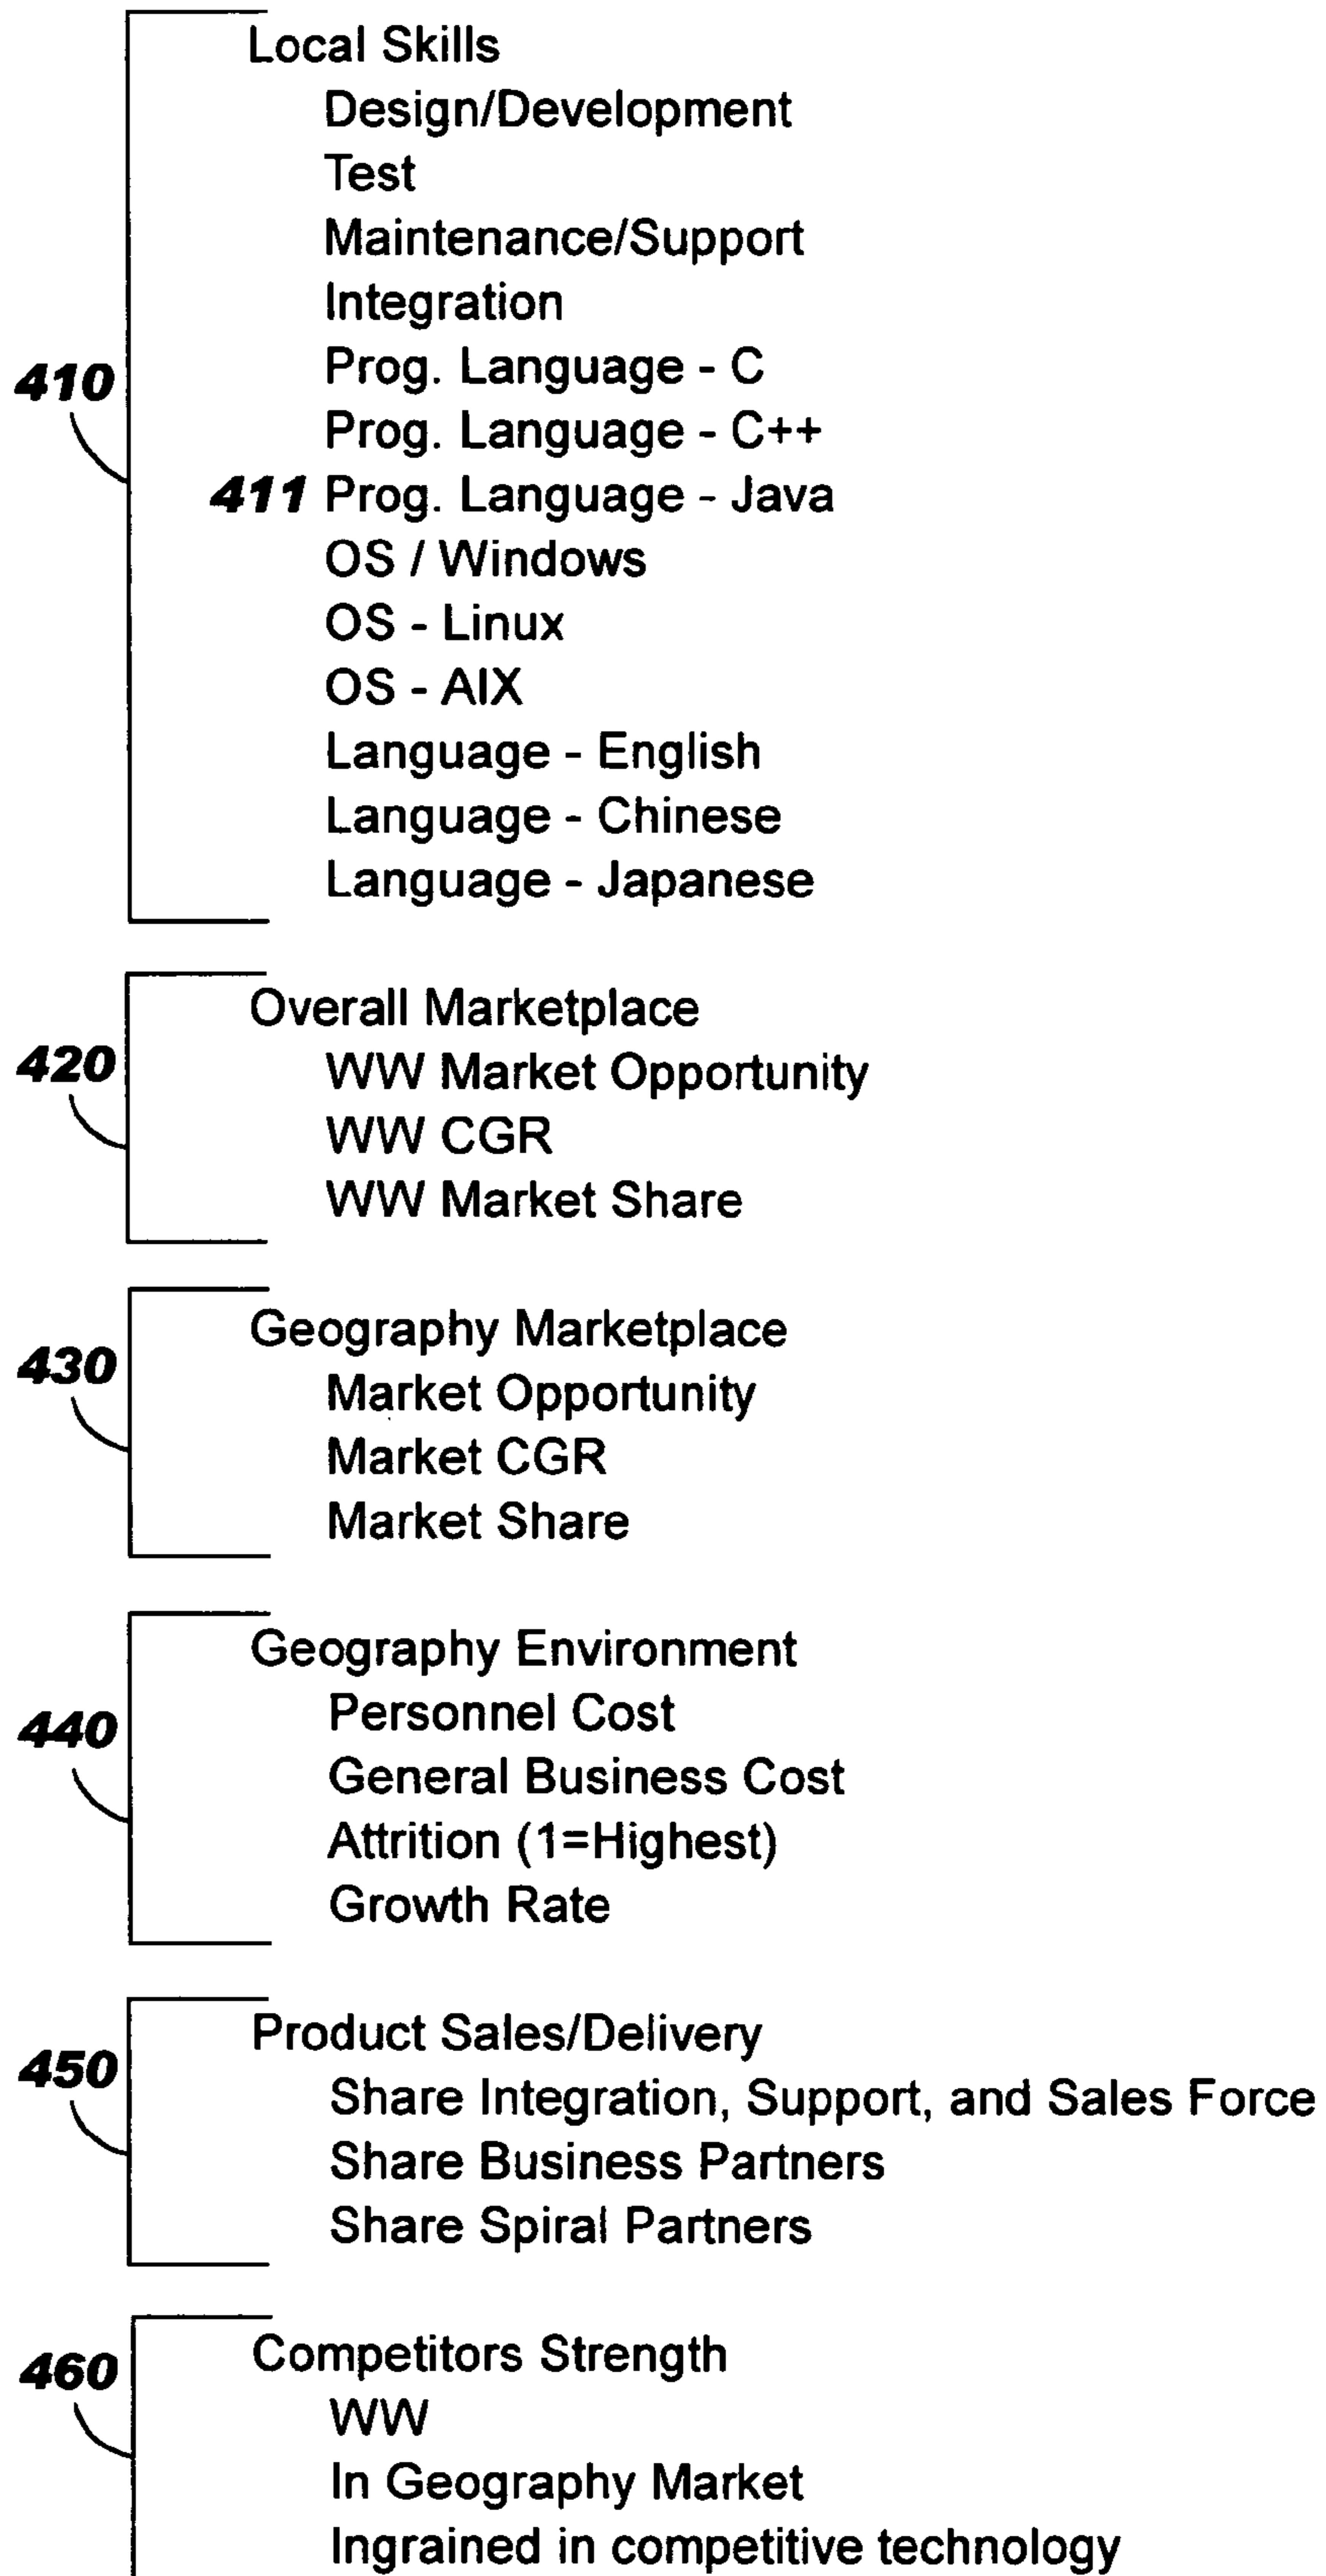 Local Skills
Design/Development
Test
Maintenance/Support
Integration
410 Prog. Language - C
Prog. Language - C++
411 Prog. Language - Java
OS / Windows
OS - Linux
OS - AIX
Language - English
Language - Chinese
Language - Japanese
Overall Marketplace
420 WW Market Opportunity
WW CGR
WW Market Share
Geography Marketplace
430 Market Opportunity
Market CGR
Market Share
Geography Environment
440 Personnel Cost
General Business Cost
Attrition (1=Highest)
Growth Rate
Product Sales/Delivery
450 Share Integration, Support, and Sales Force
Share Business Partners
Share Spiral Partners
Competitors Strength
460 WW
In Geography Market
Ingrained in competitive technology